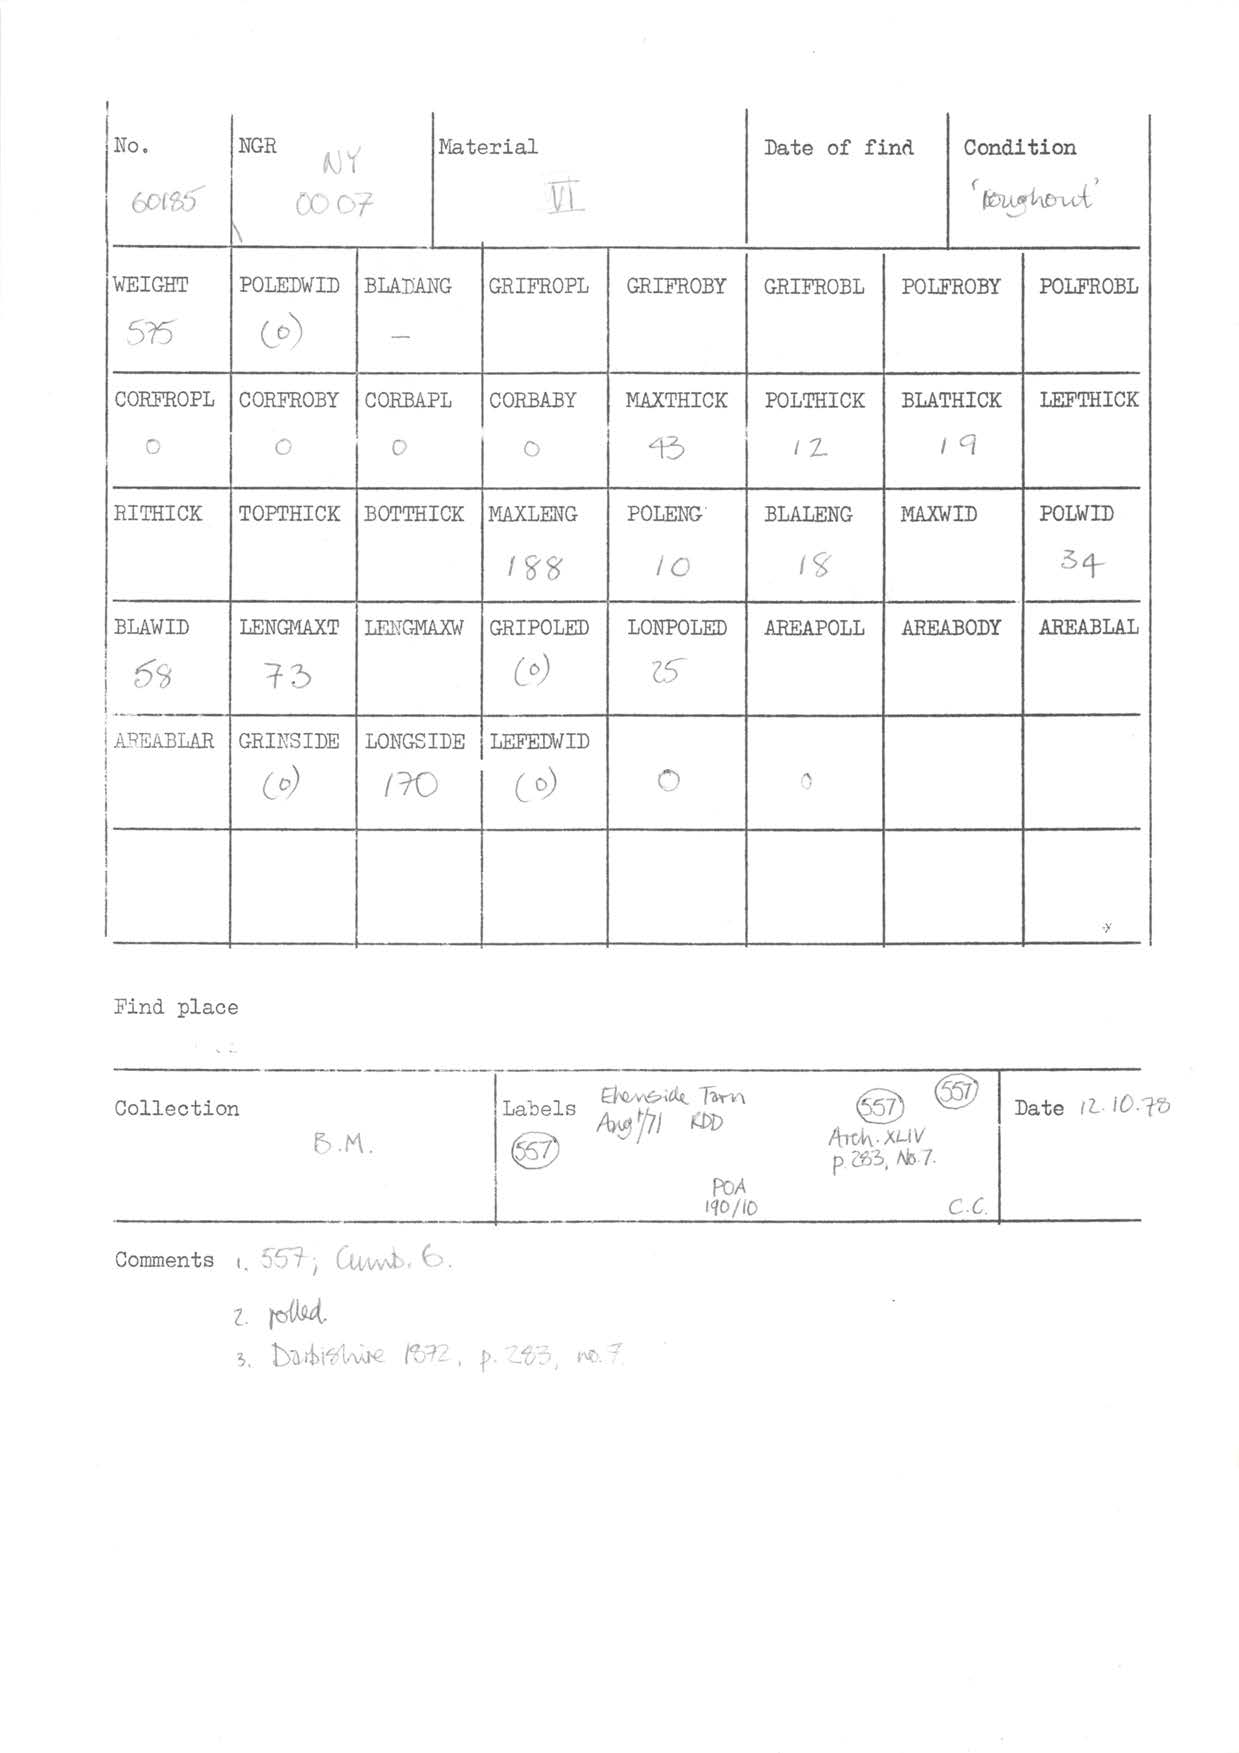 No. NGR Material Date of find Condition
60185 NY 0007 VI 'roughout'
WEIGHT POLEDWID BLADANG GRIFROPL GRIFROBY GRIFROBL POLFROBY POLFROBL
575 (0) –
CORFROPL CORFROBY CORBAPL CORBABY MAXTHICK POLTHICK BLATHICK LEFTHICK
0 0 0 0 43 12 19
RITHICK TOPTHICK BOTTHICK MAXLENG POLENG BLALENG MAXWID POLWID
188 10 18 34
BLAWID LENGMAXT LENGMAXW GRIPOLED LONPOLED AREAPOLL AREABODY AREABLAL
58 73 (0) 25
AREABLAR GRINSIDE LONGSIDE LEFEDWID
(0) 170 (0) 0 0
Find place
Collection
B.M.
Labels
557
Ehenside Tarn
Aug /71 RDD
POA
190/10
557 557
Arch. XLIV
p. 283, No. 7.
C.C.
Date 12.10.78
Comments 1. 557; Cumb. 6.
2. rolled.
3. Darbishire 1872, p. 283, no. 7.